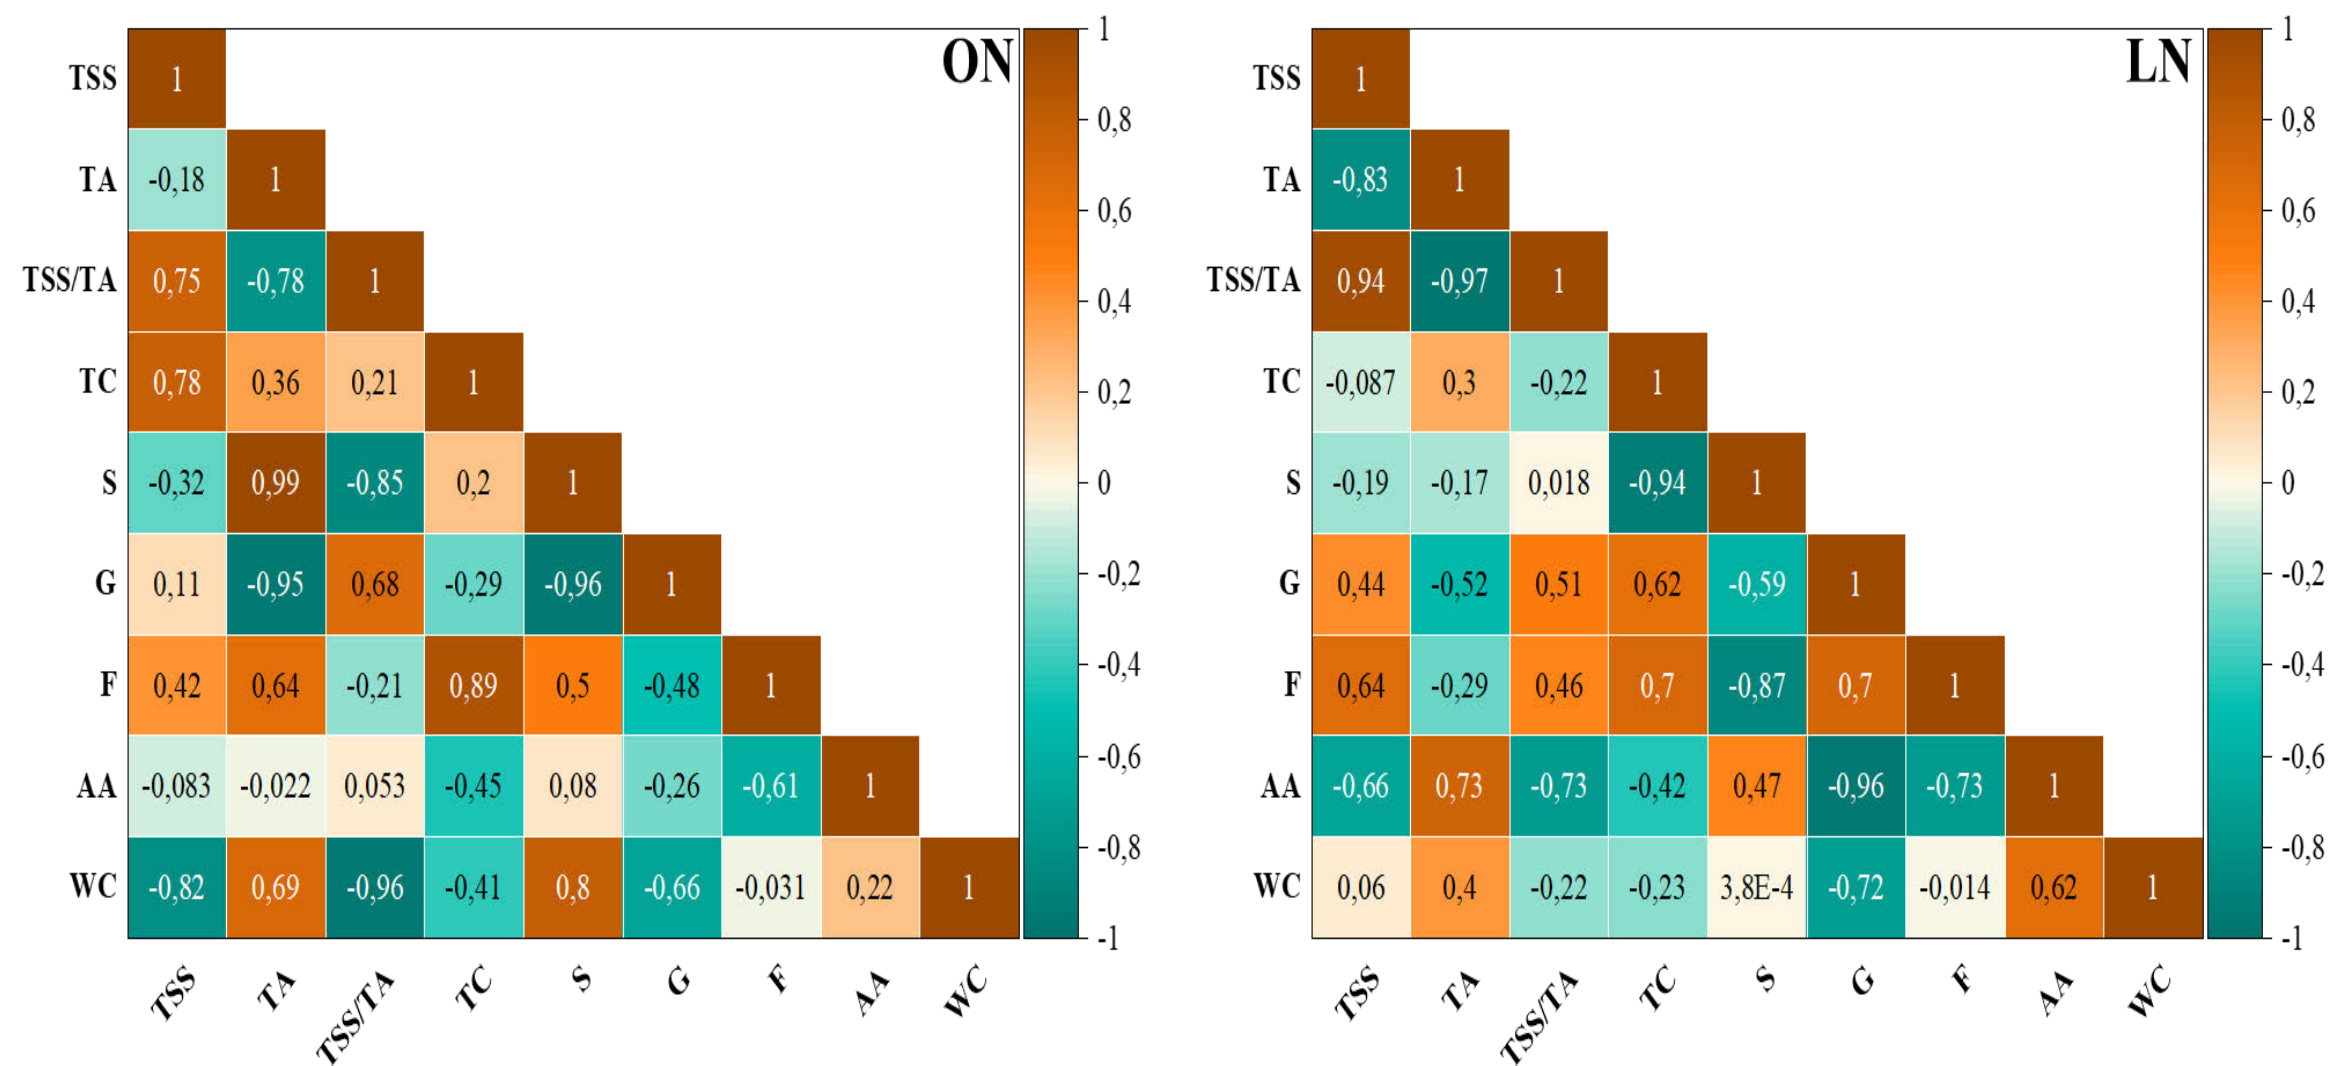 ON
TSS 1
TA -0,18 1
TSS/TA 0,75 -0,78 1
TC 0,78 0,36 0,21 1
S -0,32 0,99 -0,85 0,2 1
G 0,11 -0,95 0,68 -0,29 -0,96 1
F 0,42 0,64 -0,21 0,89 0,5 -0,48 1
AA -0,083 -0,022 0,053 -0,45 0,08 -0,26 -0,61 1
WC -0,82 0,69 -0,96 -0,41 0,8 -0,66 -0,031 0,22 1
TSS TA TSS/TA TC S G F AA WC
1
0,8
0,6
0,4
0,2
0
-0,2
-0,4
-0,6
-0,8
-1
LN
TSS 1
TA -0,83 1
TSS/TA 0,94 -0,97 1
TC -0,087 0,3 -0,22 1
S -0,19 -0,17 0,018 -0,94 1
G 0,44 -0,52 0,51 0,62 -0,59 1
F 0,64 -0,29 0,46 0,7 -0,87 0,7 1
AA -0,66 0,73 -0,73 -0,42 0,47 -0,96 -0,73 1
WC 0,06 0,4 -0,22 -0,23 3,8E-4 -0,72 -0,014 0,62 1
TSS TA TSS/TA TC S G F AA WC
1
0,8
0,6
0,4
0,2
0
-0,2
-0,4
-0,6
-0,8
-1